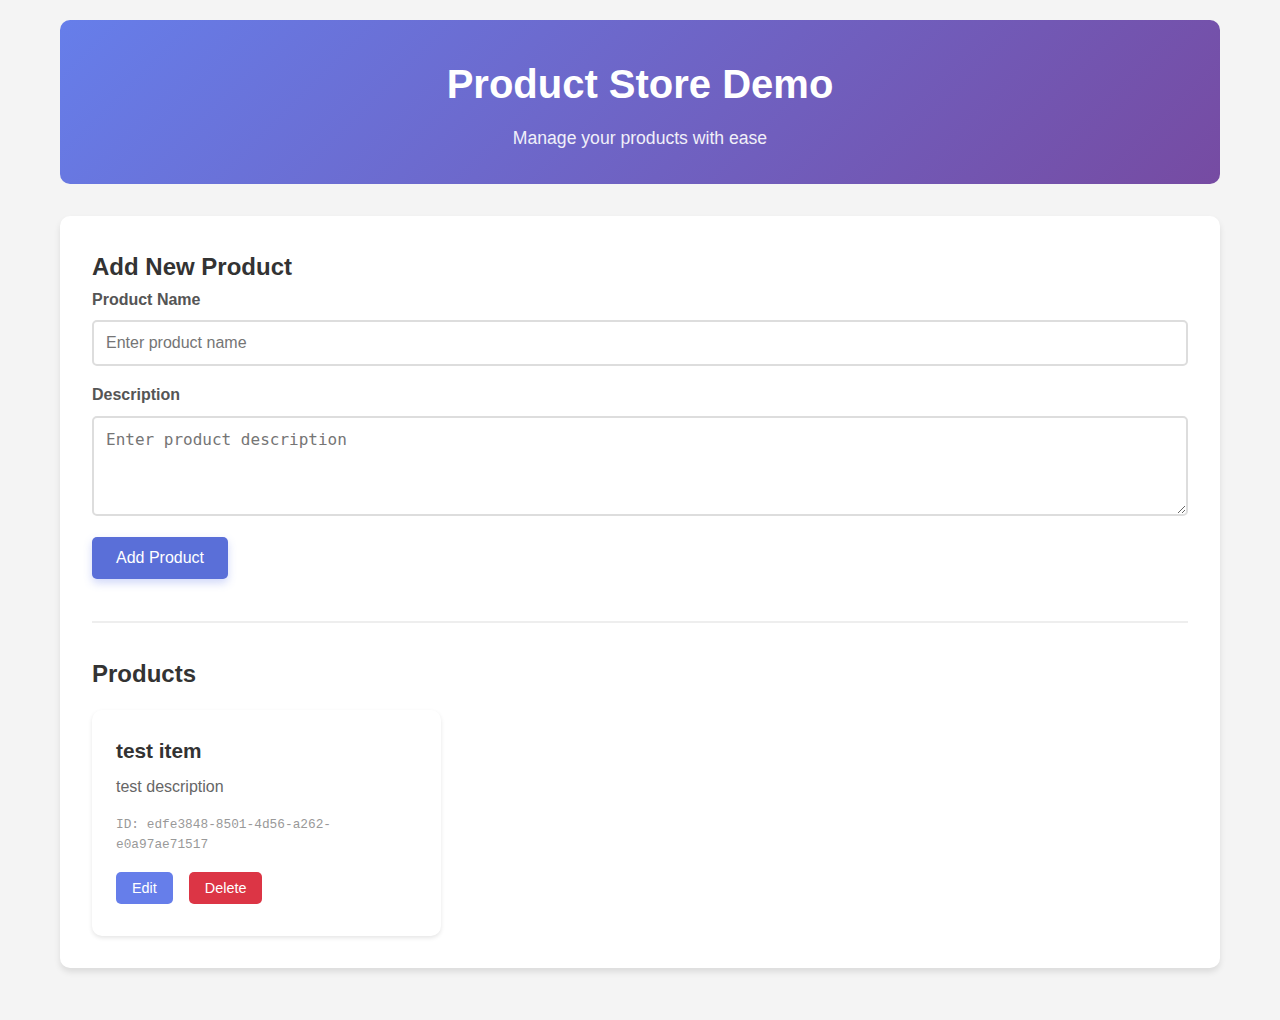 Product Store Demo
Manage your products with ease
Add New Product
Product Name
Enter product name
Description
Enter product description
Add Product
Products
test item
test description
ID: edfe3848-8501-4d56-a262-
e0a97ae71517
Edit Delete